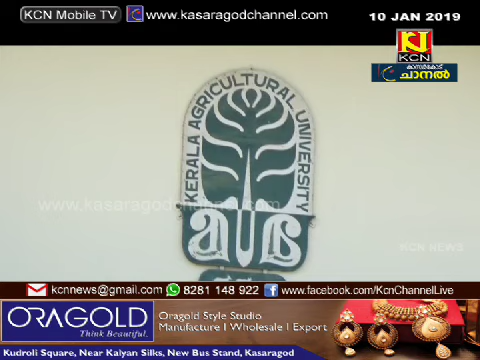 KCN Mobile TV
www.kasaragodchannel.com
10 JAN 2019
KCN
കാസർകോട്
ചാനൽ
KERALA AGRICULTURAL UNIVERSITY
www.kasaragodchannel.com
KCN NEWS
kcnnews@gmail.com
8281 148 922
www.facebook.com/KcnChannelLive
ORAGOLD
Think Beautiful.
Oragold Style Studio
Manufacture I Wholesale I Export
Kudroli Square, Near Kalyan Silks, New Bus Stand, Kasaragod